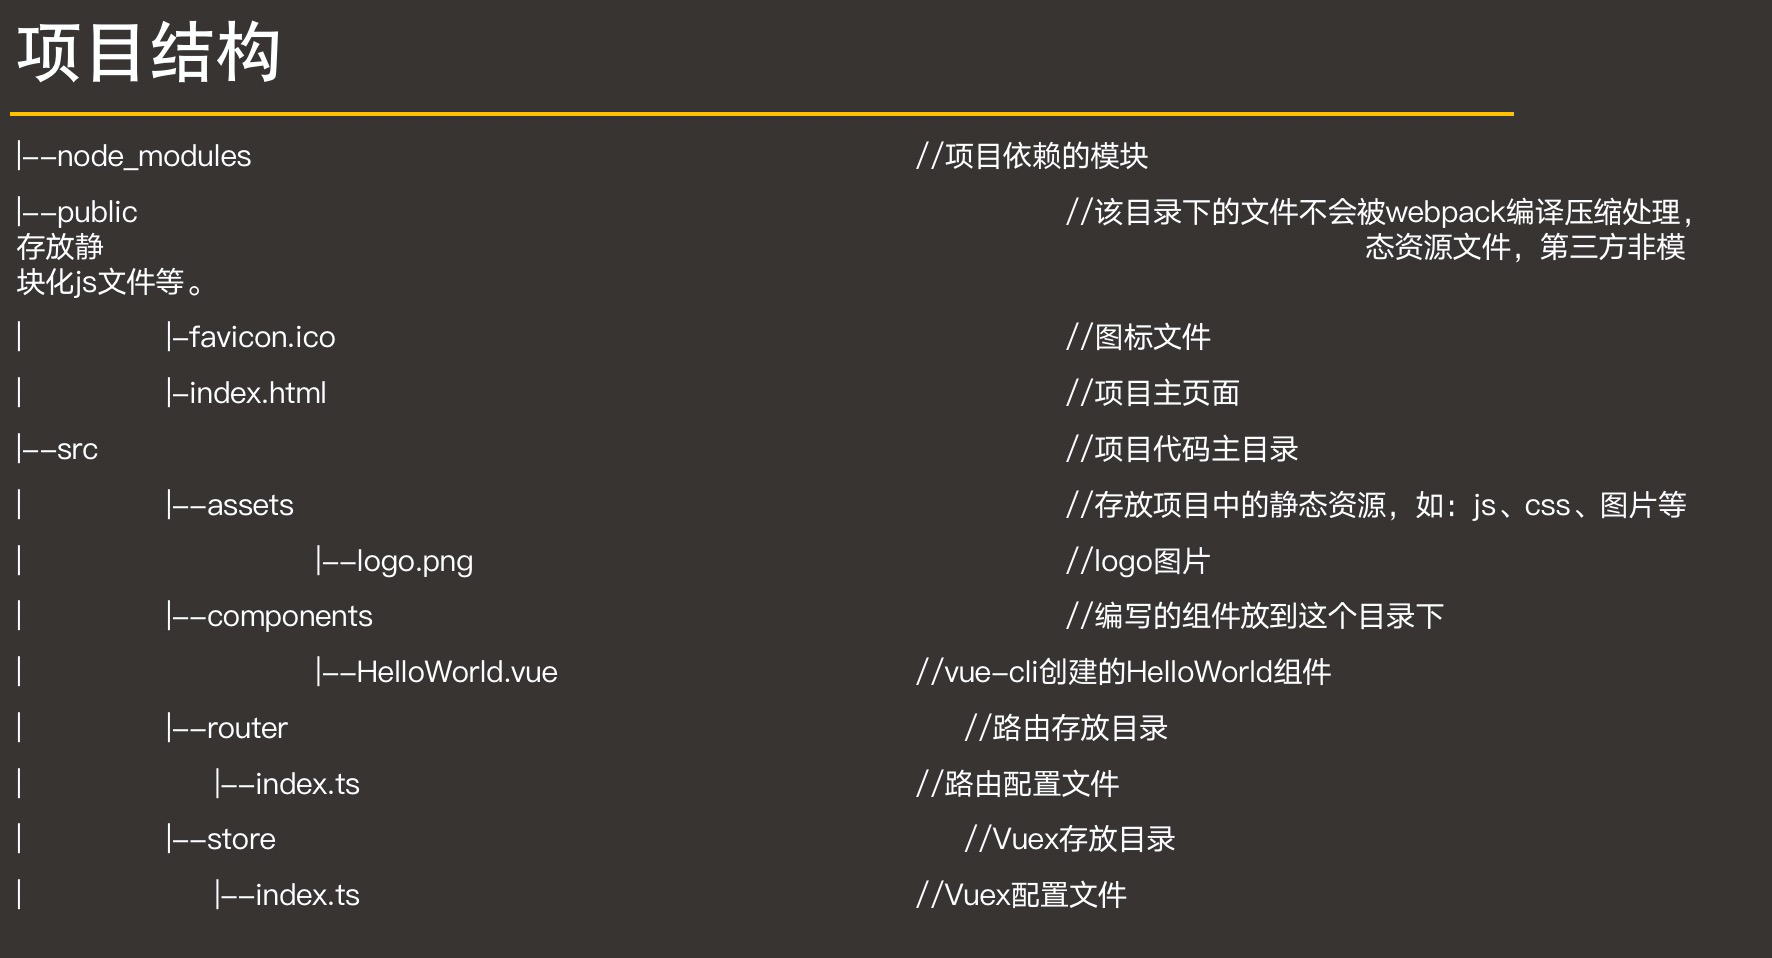 项目结构
|--node_modules //项目依赖的模块
|--public //该目录下的文件不会被webpack编译压缩处理，
存放静 态资源文件，第三方非模
块化js文件等。
| |-favicon.ico //图标文件
| |-index.html //项目主页面
|--src //项目代码主目录
| |--assets //存放项目中的静态资源，如：js、css、图片等
| |--logo.png //logo图片
| |--components //编写的组件放到这个目录下
| |--HelloWorld.vue //vue-cli创建的HelloWorld组件
| |--router //路由存放目录
| |--index.ts //路由配置文件
| |--store //Vuex存放目录
| |--index.ts //Vuex配置文件